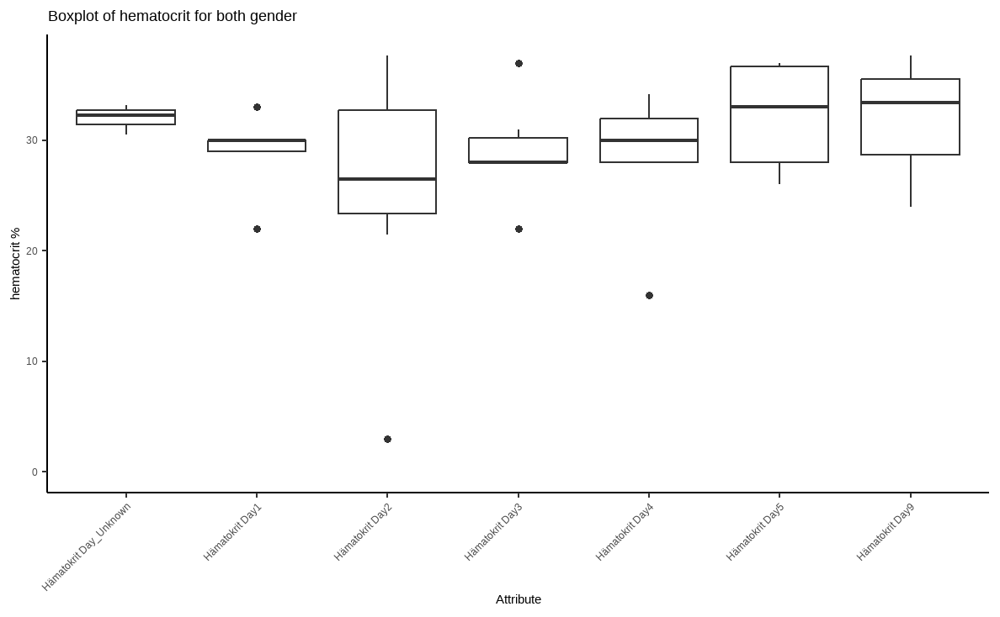 Boxplot of hematocrit for both gender
hematocrit %
30
20
10
0
Hämatokrit Day_Unknown
Hämatokrit Day1
Hämatokrit Day2
Hämatokrit Day3
Hämatokrit Day4
Hämatokrit Day5
Hämatokrit Day9
Attribute